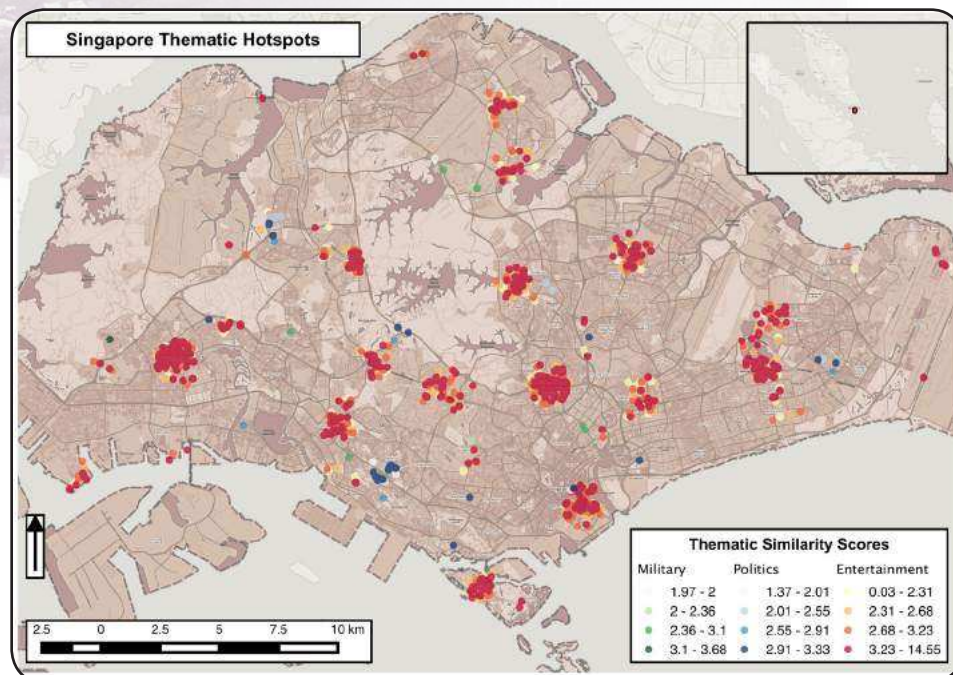 Singapore Thematic Hotspots
2.5 0 2.5 5 7.5 10 km
Thematic Similarity Scores
Military Politics Entertainment
1.97 - 2 1.37 - 2.01 0.03 - 2.31
2 - 2.36 2.01 - 2.55 2.31 - 2.68
2.36 - 3.1 2.55 - 2.91 2.68 - 3.23
3.1 - 3.68 2.91 - 3.33 3.23 - 14.55